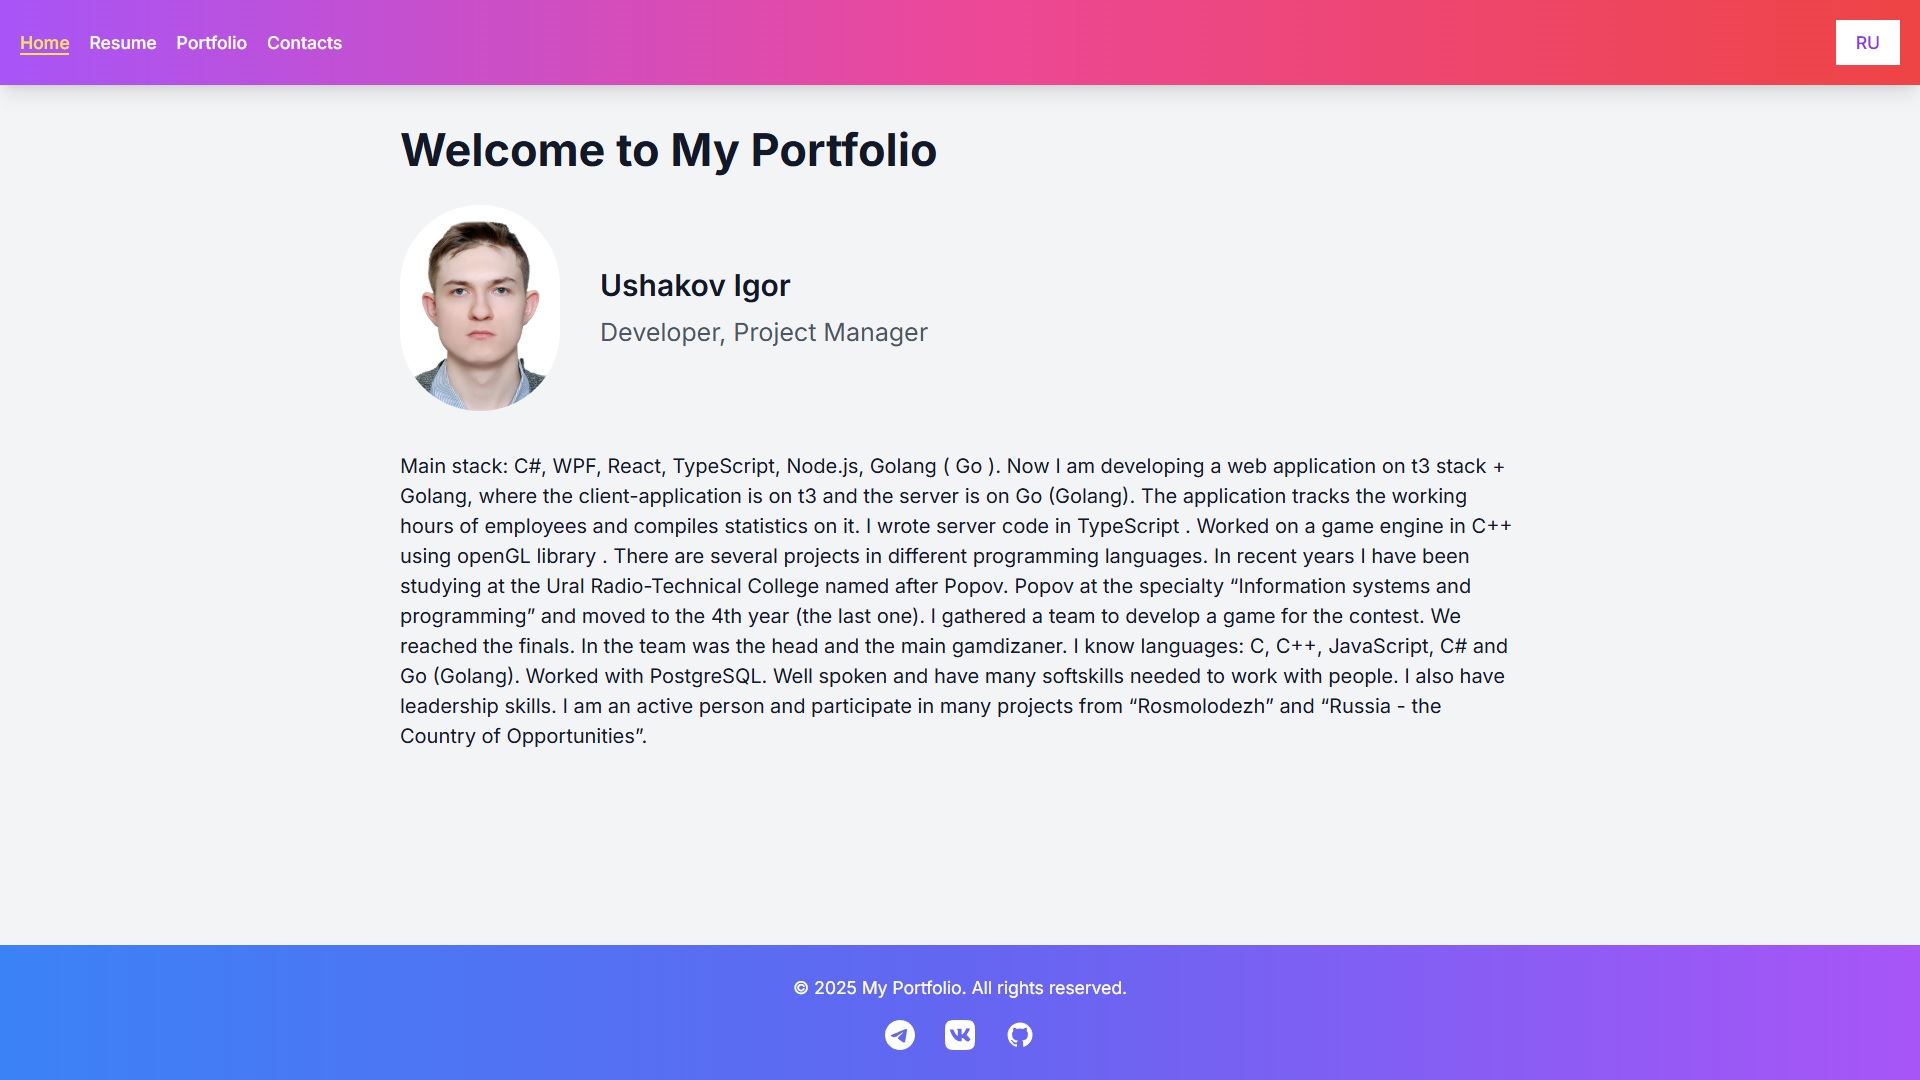 Home Resume Portfolio Contacts RU
Welcome to My Portfolio
Ushakov Igor
Developer, Project Manager
Main stack: C#, WPF, React, TypeScript, Node.js, Golang ( Go ). Now I am developing a web application on t3 stack +
Golang, where the client-application is on t3 and the server is on Go (Golang). The application tracks the working
hours of employees and compiles statistics on it. I wrote server code in TypeScript . Worked on a game engine in C++
using openGL library . There are several projects in different programming languages. In recent years I have been
studying at the Ural Radio-Technical College named after Popov. Popov at the specialty “Information systems and
programming” and moved to the 4th year (the last one). I gathered a team to develop a game for the contest. We
reached the finals. In the team was the head and the main gamdizaner. I know languages: C, C++, JavaScript, C# and
Go (Golang). Worked with PostgreSQL. Well spoken and have many softskills needed to work with people. I also have
leadership skills. I am an active person and participate in many projects from “Rosmolodezh” and “Russia - the
Country of Opportunities”.
© 2025 My Portfolio. All rights reserved.